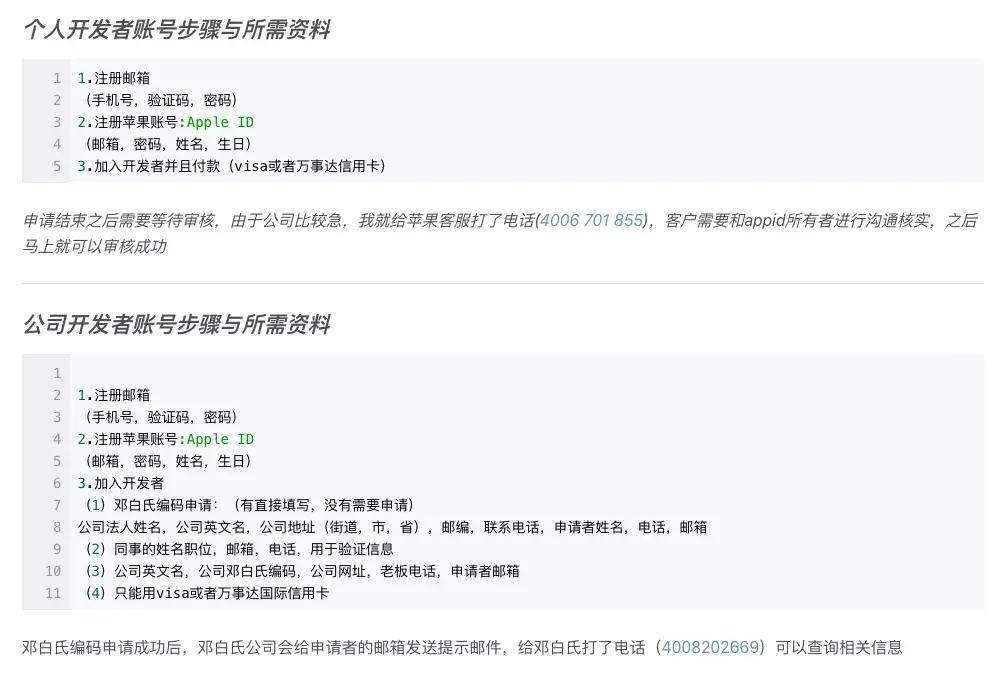 个人开发者账号步骤与所需资料
1 1.注册邮箱
2 （手机号，验证码，密码）
3 2.注册苹果账号:Apple ID
4 （邮箱，密码，姓名，生日）
5 3.加入开发者并且付款（visa或者万事达信用卡）
申请结束之后需要等待审核，由于公司比较急，我就给苹果客服打了电话(4006 701 855)，客户需要和appid所有者进行沟通核实，之后
马上就可以审核成功
公司开发者账号步骤与所需资料
1
2 1.注册邮箱
3 （手机号，验证码，密码）
4 2.注册苹果账号:Apple ID
5 （邮箱，密码，姓名，生日）
6 3.加入开发者
7 （1）邓白氏编码申请：（有直接填写，没有需要申请）
8 公司法人姓名，公司英文名，公司地址（街道，市，省），邮编，联系电话，申请者姓名，电话，邮箱
9 （2）同事的姓名职位，邮箱，电话，用于验证信息
10 （3）公司英文名，公司邓白氏编码，公司网址，老板电话，申请者邮箱
11 （4）只能用visa或者万事达国际信用卡
邓白氏编码申请成功后，邓白氏公司会给申请者的邮箱发送提示邮件，给邓白氏打了电话（4008202669）可以查询相关信息